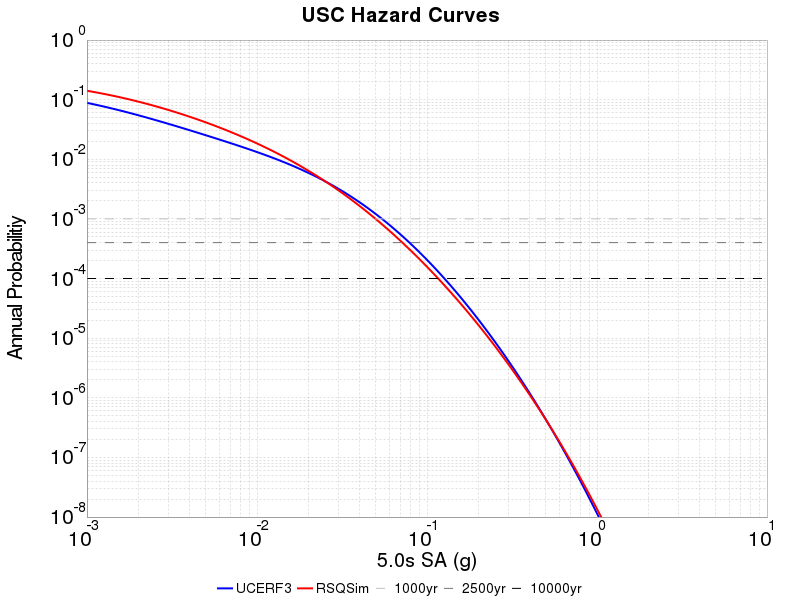 USC Hazard Curves
10^0
10^-1
10^-2
10^-3
10^-4
10^-5
10^-6
10^-7
10^-8
Annual Probability
10^-3 10^-2 10^-1 10^0 10^1
5.0s SA (g)
UCERF3 RSQSim 1000yr 2500yr 10000yr